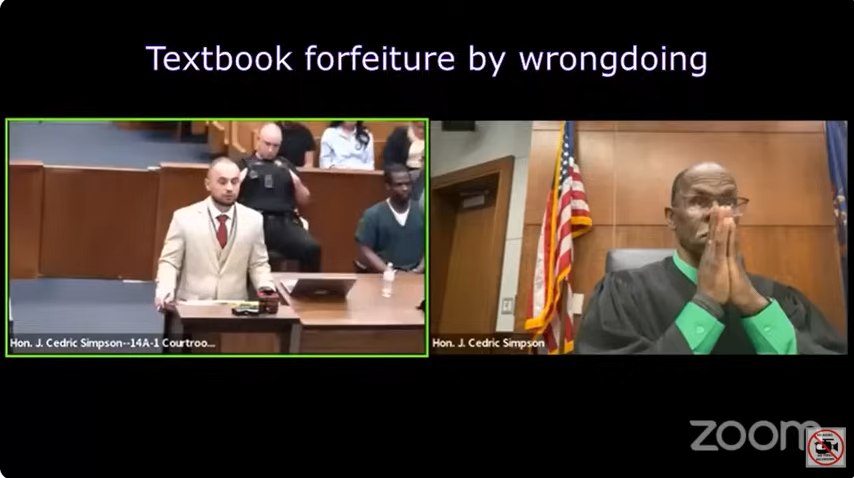 Textbook forfeiture by wrongdoing
Hon. J. Cedric Simpson--14A-1 Courtroo...
Hon. J. Cedric Simpson
zoom